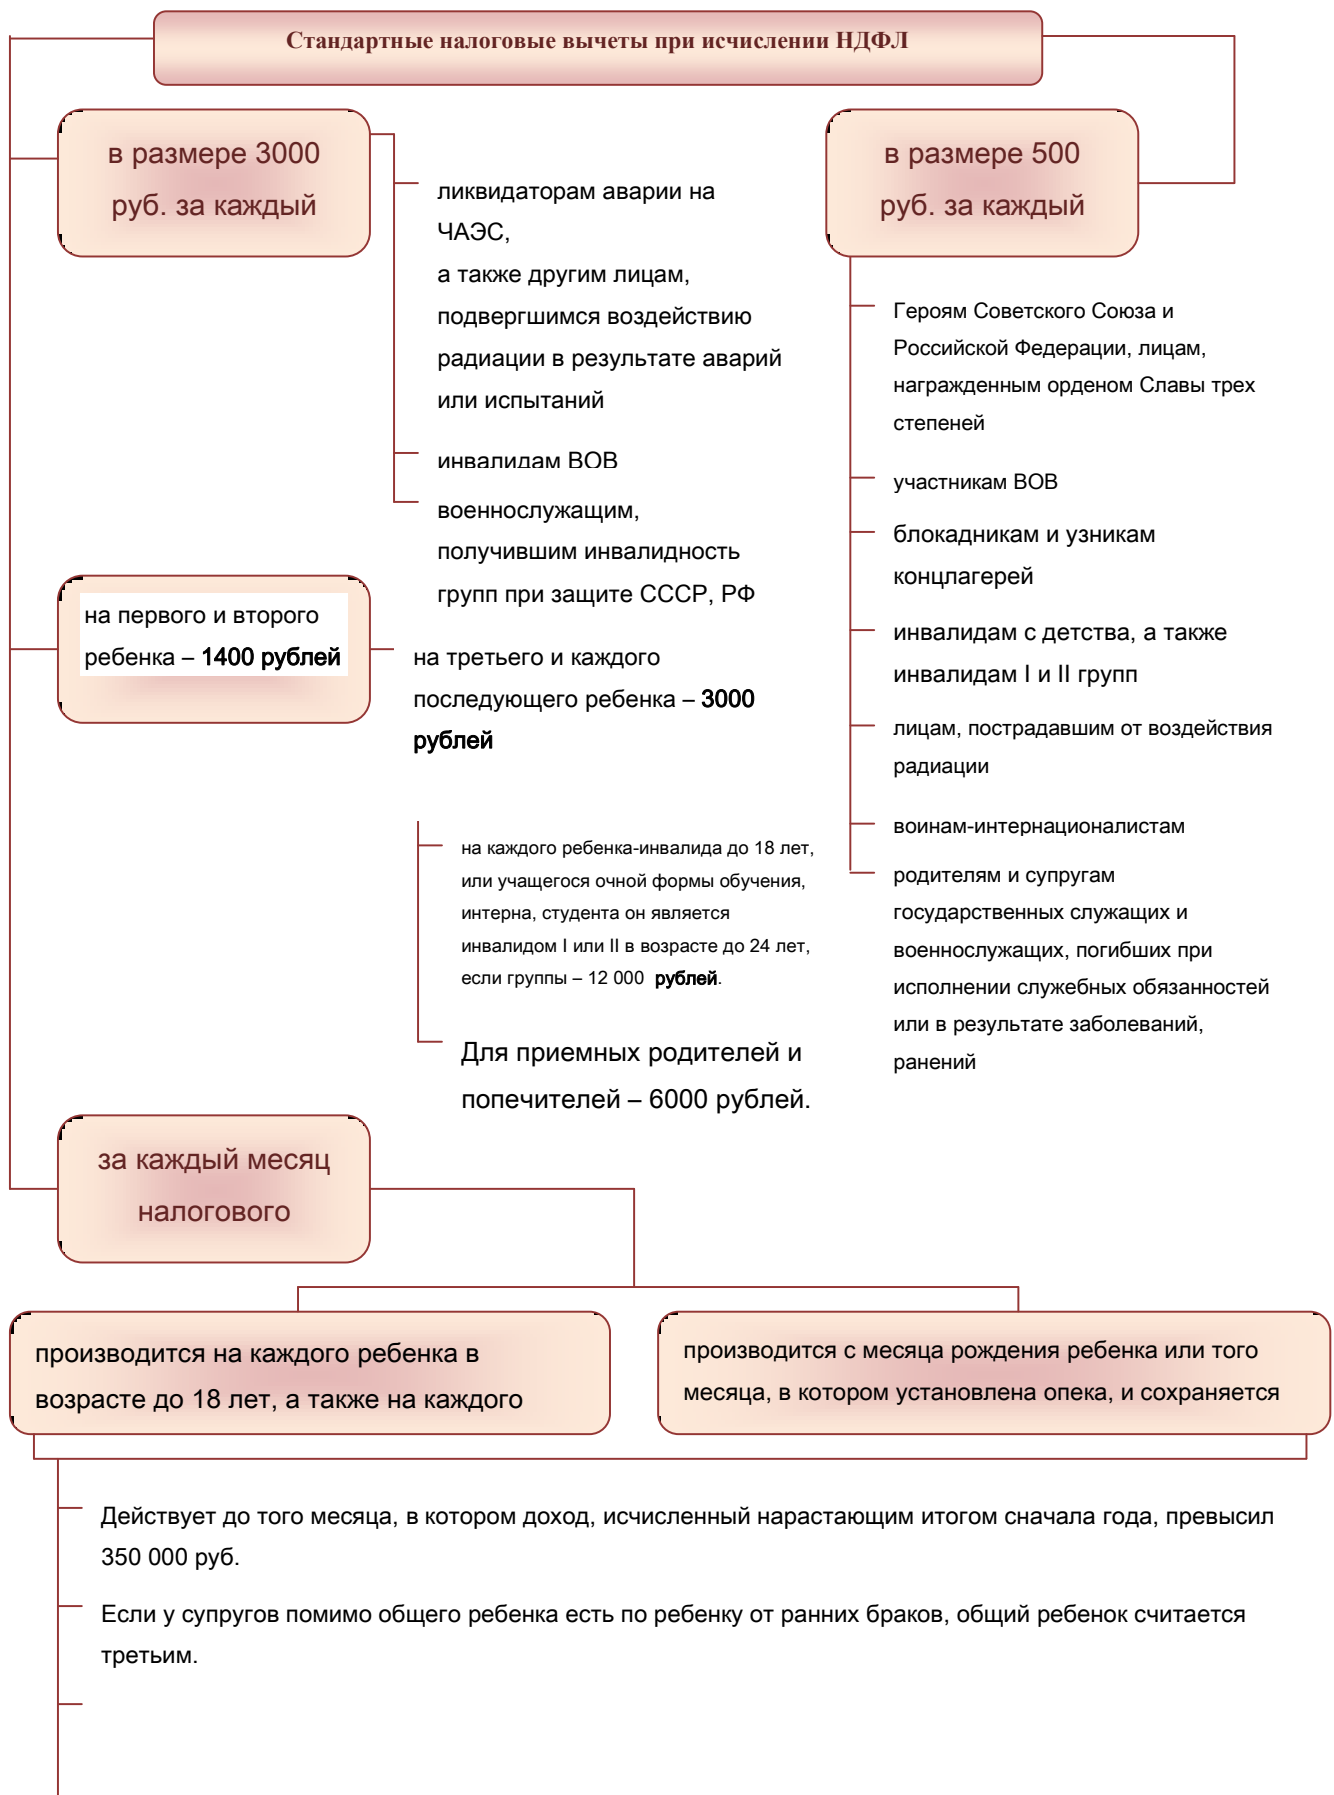 Стандартные налоговые вычеты при исчислении НДФЛ
в размере 3000
руб. за каждый
ликвидаторам аварии на
ЧАЭС,
а также другим лицам,
подвергшимся воздействию
радиации в результате аварий
или испытаний
инвалидам ВОВ
военнослужащим,
получившим инвалидность
групп при защите СССР, РФ
в размере 500
руб. за каждый
Героям Советского Союза и
Российской Федерации, лицам,
награжденным орденом Славы трех
степеней
участникам ВОВ
блокадникам и узникам
концлагерей
инвалидам с детства, а также
инвалидам I и II групп
лицам, пострадавшим от воздействия
радиации
воинам-интернационалистам
родителям и супругам
государственных служащих и
военнослужащих, погибших при
исполнении служебных обязанностей
или в результате заболеваний,
ранений
на первого и второго
ребенка – 1400 рублей
на третьего и каждого
последующего ребенка – 3000
рублей
на каждого ребенка-инвалида до 18 лет,
или учащегося очной формы обучения,
интерна, студента он является
инвалидом I или II в возрасте до 24 лет,
если группы – 12 000 рублей.
Для приемных родителей и
попечителей – 6000 рублей.
за каждый месяц
налогового
производится на каждого ребенка в
возрасте до 18 лет, а также на каждого
производится с месяца рождения ребенка или того
месяца, в котором установлена опека, и сохраняется
Действует до того месяца, в котором доход, исчисленный нарастающим итогом сначала года, превысил
350 000 руб.
Если у супругов помимо общего ребенка есть по ребенку от ранних браков, общий ребенок считается
третьим.